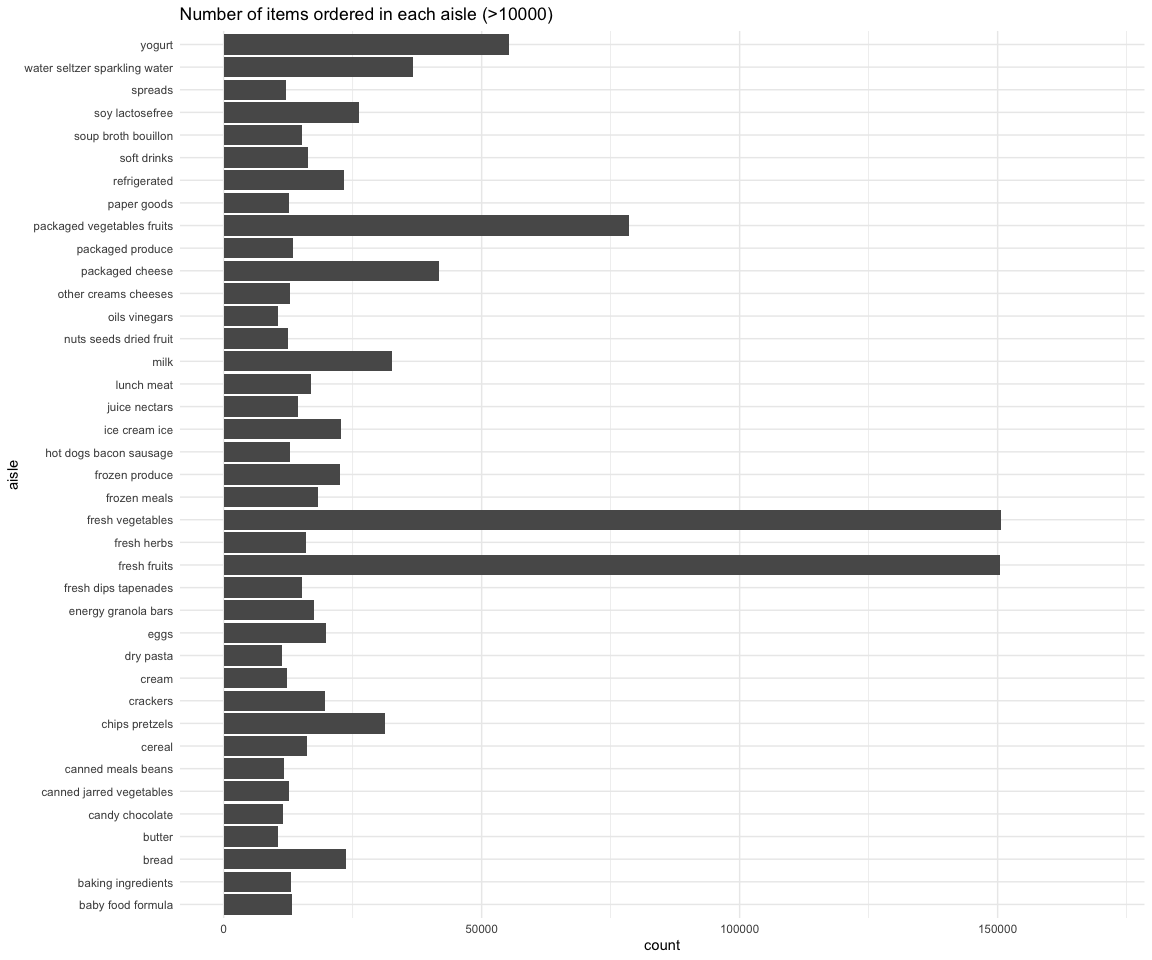 Number of items ordered in each aisle (>10000)
yogurt
water seltzer sparkling water
spreads
soy lactosefree
soup broth bouillon
soft drinks
refrigerated
paper goods
packaged vegetables fruits
packaged produce
packaged cheese
other creams cheeses
oils vinegars
nuts seeds dried fruit
milk
lunch meat
juice nectars
ice cream ice
hot dogs bacon sausage
frozen produce
frozen meals
fresh vegetables
fresh herbs
fresh fruits
fresh dips tapenades
energy granola bars
eggs
dry pasta
cream
crackers
chips pretzels
cereal
canned meals beans
canned jarred vegetables
candy chocolate
butter
bread
baking ingredients
baby food formula
aisle
0 50000 100000 150000
count